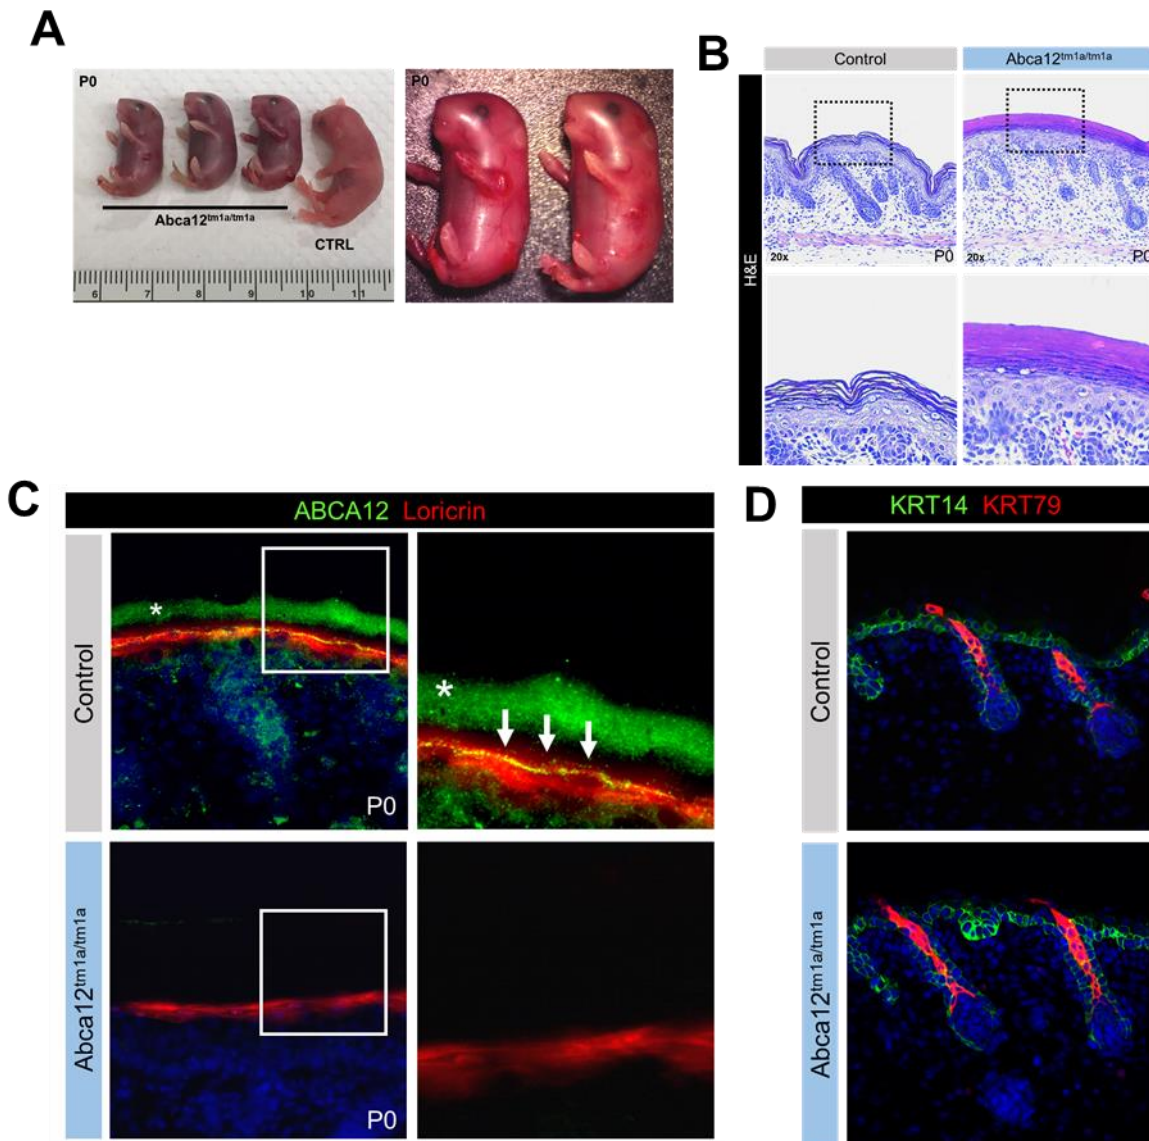 A
P0
Abca12tm1a/tm1a
CTRL
6 7 8 9 10 11
P0
B
Control
Abca12tm1a/tm1a
H&E
20x
P0
20x
P0
C
ABCA12 Loricrin
Control
*
P0
*
Abca12tm1a/tm1a
P0
D
KRT14 KRT79
Control
Abca12tm1a/tm1a